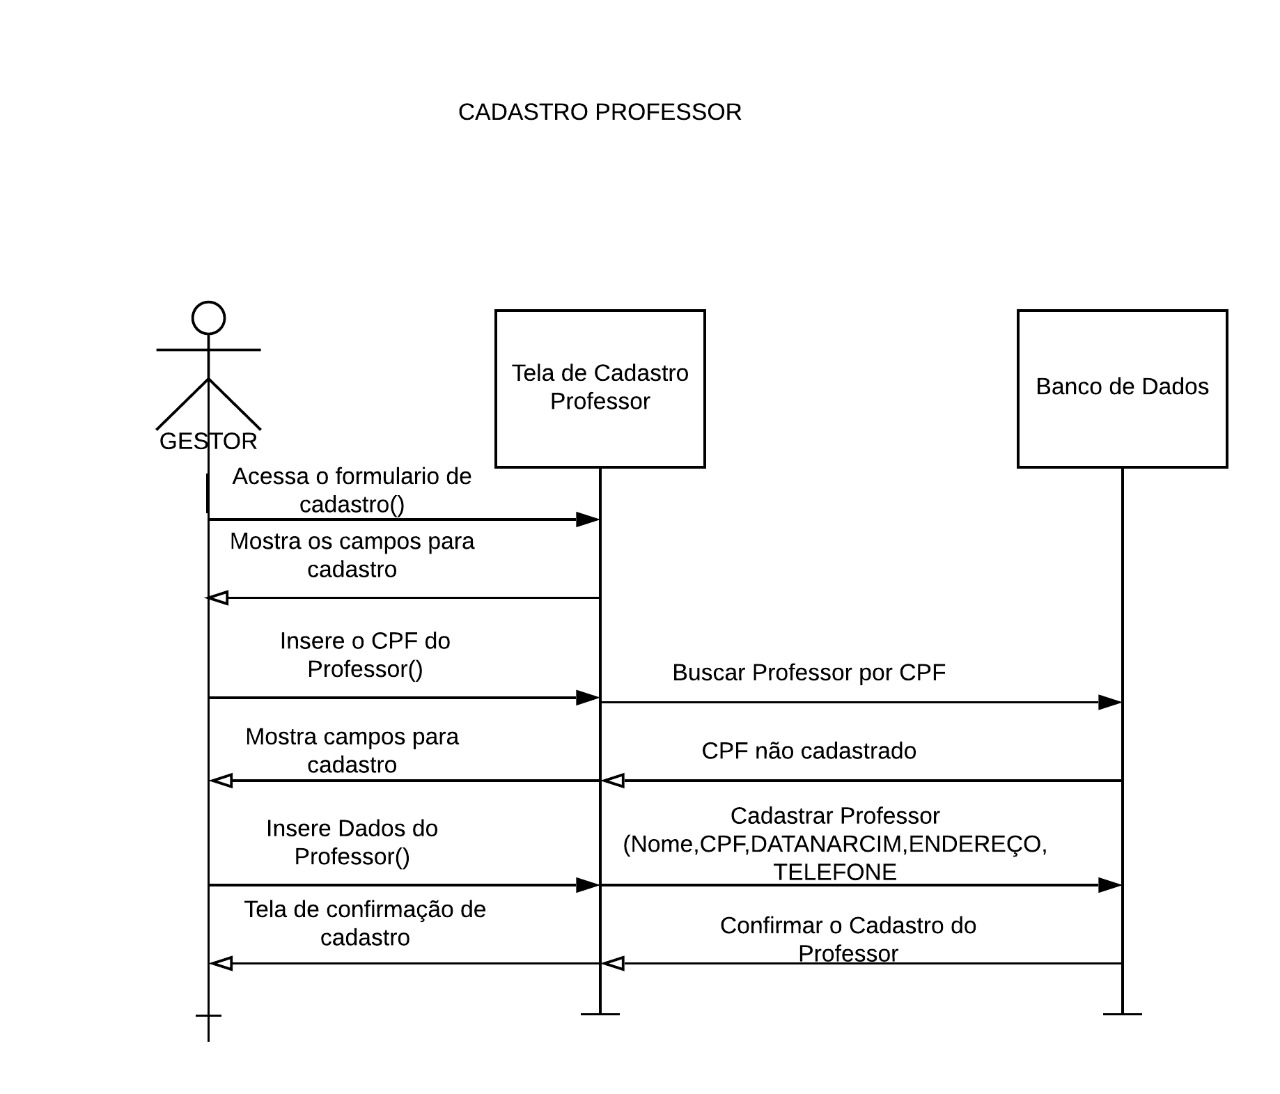 CADASTRO PROFESSOR
Tela de Cadastro
Professor
Banco de Dados
GESTOR
Acessa o formulario de
cadastro()
Mostra os campos para
cadastro
Insere o CPF do
Professor()
Buscar Professor por CPF
Mostra campos para
cadastro
CPF não cadastrado
Insere Dados do
Professor()
Cadastrar Professor
(Nome,CPF,DATANARCIM,ENDEREÇO,
TELEFONE
Tela de confirmação de
cadastro
Confirmar o Cadastro do
Professor